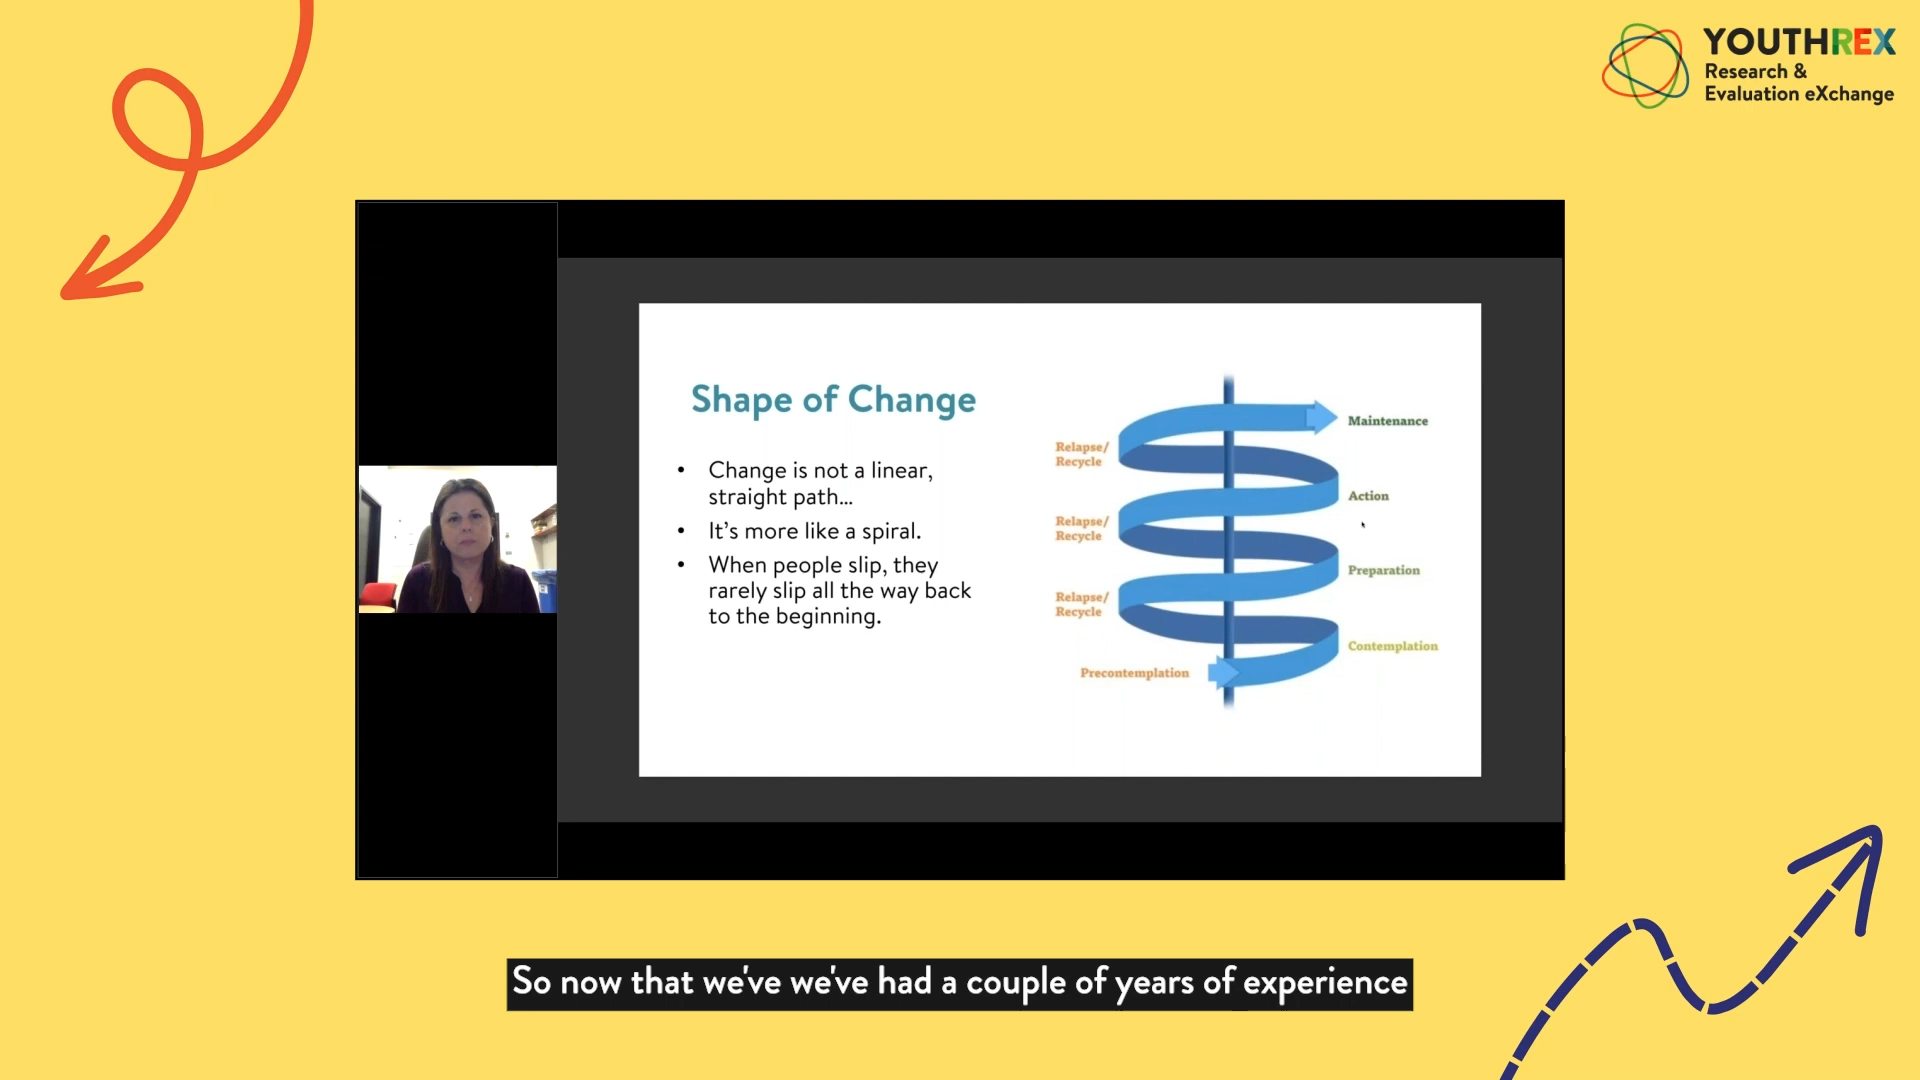 YOUTHREX
Research &
Evaluation eXchange
Shape of Change
• Change is not a linear,
straight path...
• It's more like a spiral.
• When people slip, they
rarely slip all the way back
to the beginning.
Maintenance
Relapse/
Recycle
Action
Relapse/
Recycle
Preparation
Relapse/
Recycle
Contemplation
Precontemplation
So now that we've we've had a couple of years of experience